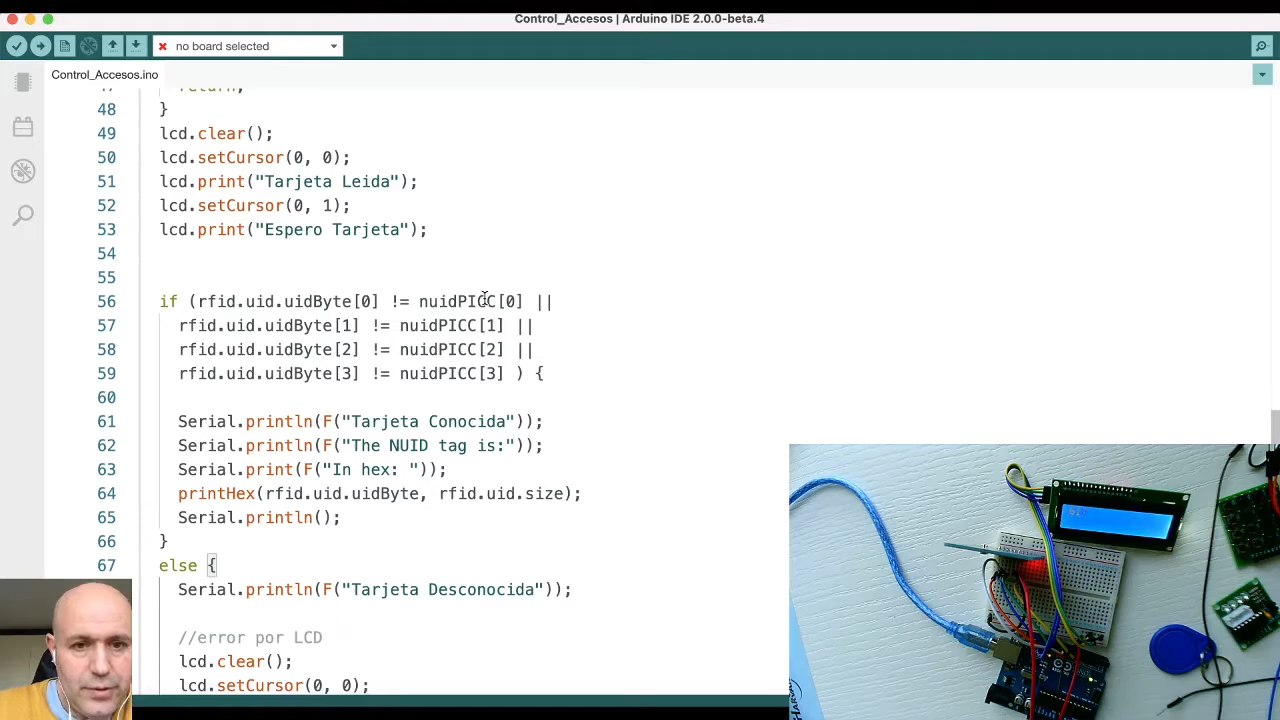 Control_Accesos | Arduino IDE 2.0.0-beta.4
no board selected
Control_Accesos.ino
47 return;
48 }
49 lcd.clear();
50 lcd.setCursor(0, 0);
51 lcd.print("Tarjeta Leida");
52 lcd.setCursor(0, 1);
53 lcd.print("Espero Tarjeta");
54
55
56 if (rfid.uid.uidByte[0] != nuidPICC[0] ||
57 rfid.uid.uidByte[1] != nuidPICC[1] ||
58 rfid.uid.uidByte[2] != nuidPICC[2] ||
59 rfid.uid.uidByte[3] != nuidPICC[3] ) {
60
61 Serial.println(F("Tarjeta Conocida"));
62 Serial.println(F("The NUID tag is:"));
63 Serial.print(F("In hex: "));
64 printHex(rfid.uid.uidByte, rfid.uid.size);
65 Serial.println();
66 }
67 else {
Serial.println(F("Tarjeta Desconocida"));
//error por LCD
lcd.clear();
lcd.setCursor(0, 0);